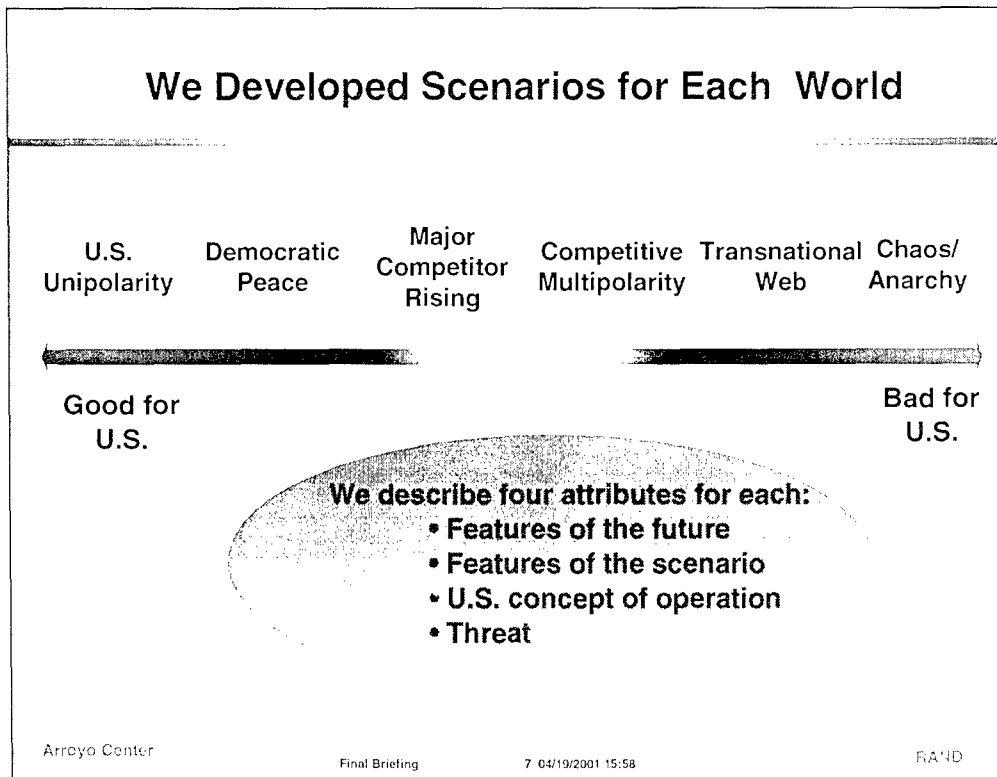 We Developed Scenarios for Each World
U.S.
Unipolarity
Democratic
Peace
Major
Competitor
Rising
Competitive
Multipolarity
Transnational
Web
Chaos/
Anarchy
Good for
U.S.
Bad for
U.S.
We describe four attributes for each:
• Features of the future
• Features of the scenario
• U.S. concept of operation
• Threat
Arroyo Center
Final Briefing
7 04/19/2001 15:58
RAND